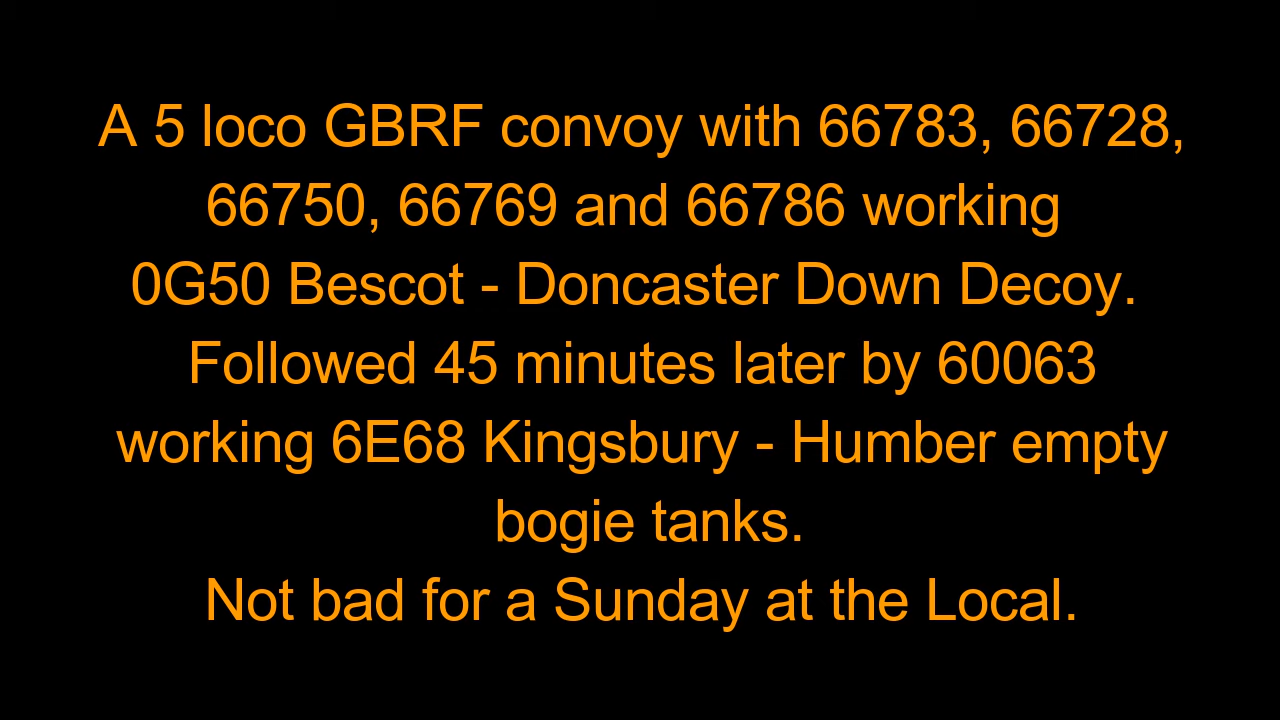 A 5 loco GBRF convoy with 66783, 66728,
66750, 66769 and 66786 working
0G50 Bescot - Doncaster Down Decoy.
Followed 45 minutes later by 60063
working 6E68 Kingsbury - Humber empty
bogie tanks.
Not bad for a Sunday at the Local.